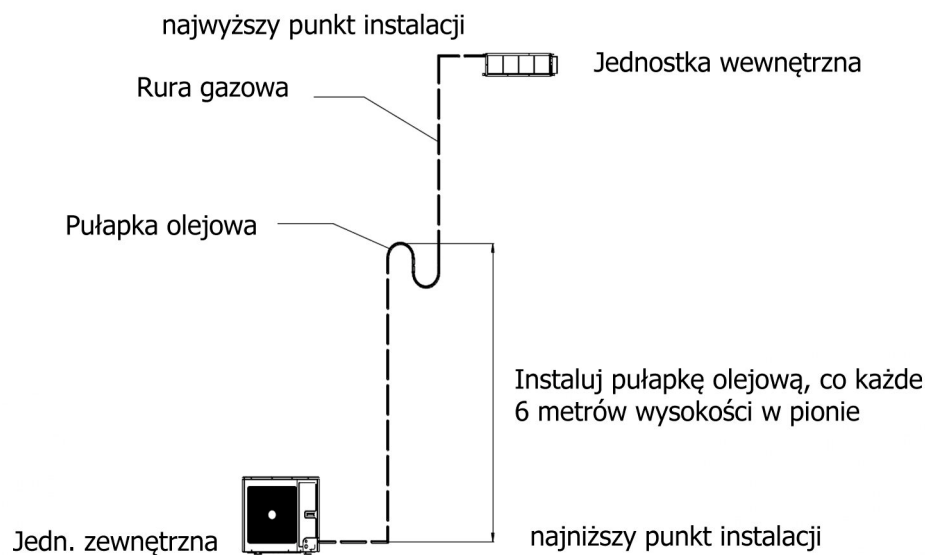 najwyższy punkt instalacji
Jednostka wewnętrzna
Rura gazowa
Pułapka olejowa
Instaluj pułapkę olejową, co każde
6 metrów wysokości w pionie
Jedn. zewnętrzna
najniższy punkt instalacji